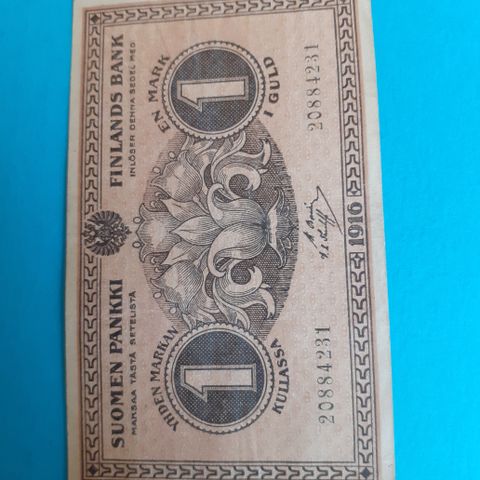 SUOMEN PANKKI FINLANDS BANK
MAKSAA TÄSTÄ SETELISTÄ INLÖSER DENNA SEDEL MED
YHDEN MARKAN EN MARK
1 1
KULLASSA I GULD
20884231 20884231
1916